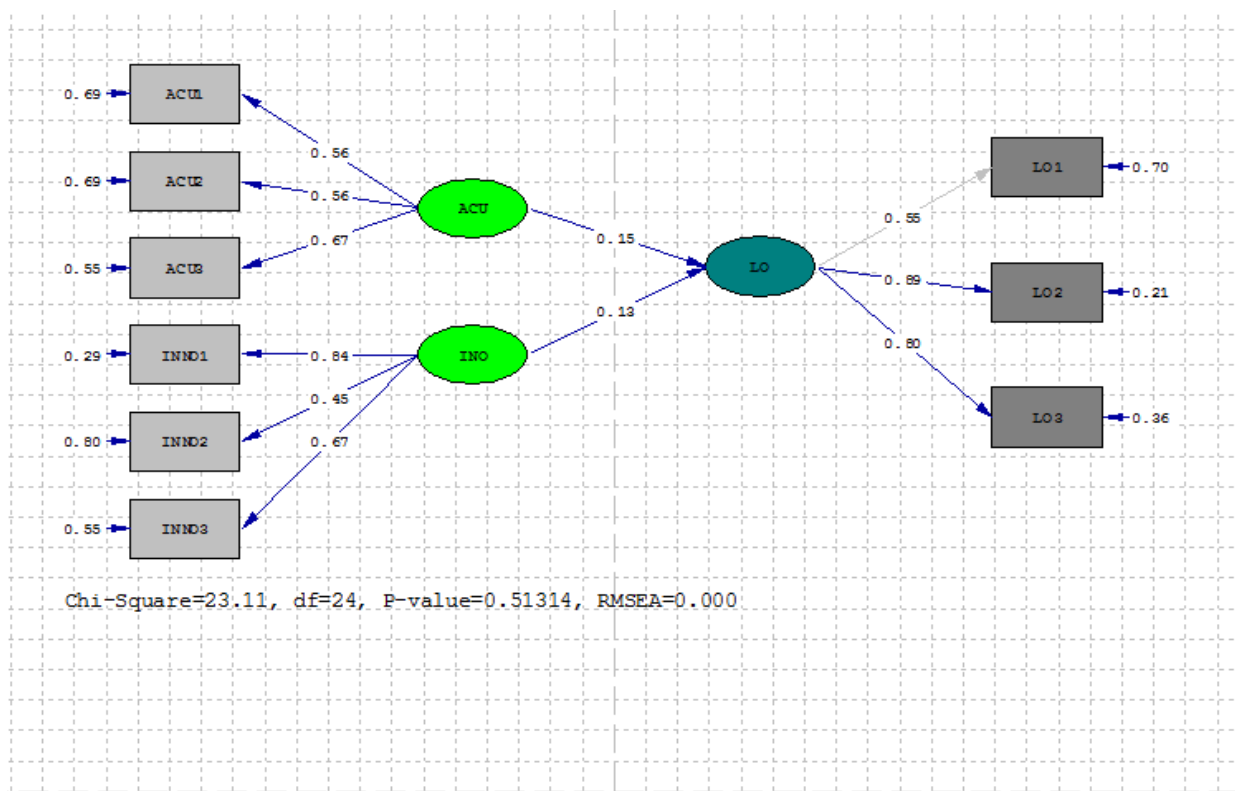 0.69 ACU1
0.56
0.69 ACU2
0.56
0.67
0.55 ACU3
ACU
0.15
0.29 INNO1
0.84
INO
0.13
0.80 INNO2
0.45
0.67
0.55 INNO3
LO
0.55
LO1 0.70
0.89
LO2 0.21
0.80
LO3 0.36
Chi-Square=23.11, df=24, P-value=0.51314, RMSEA=0.000